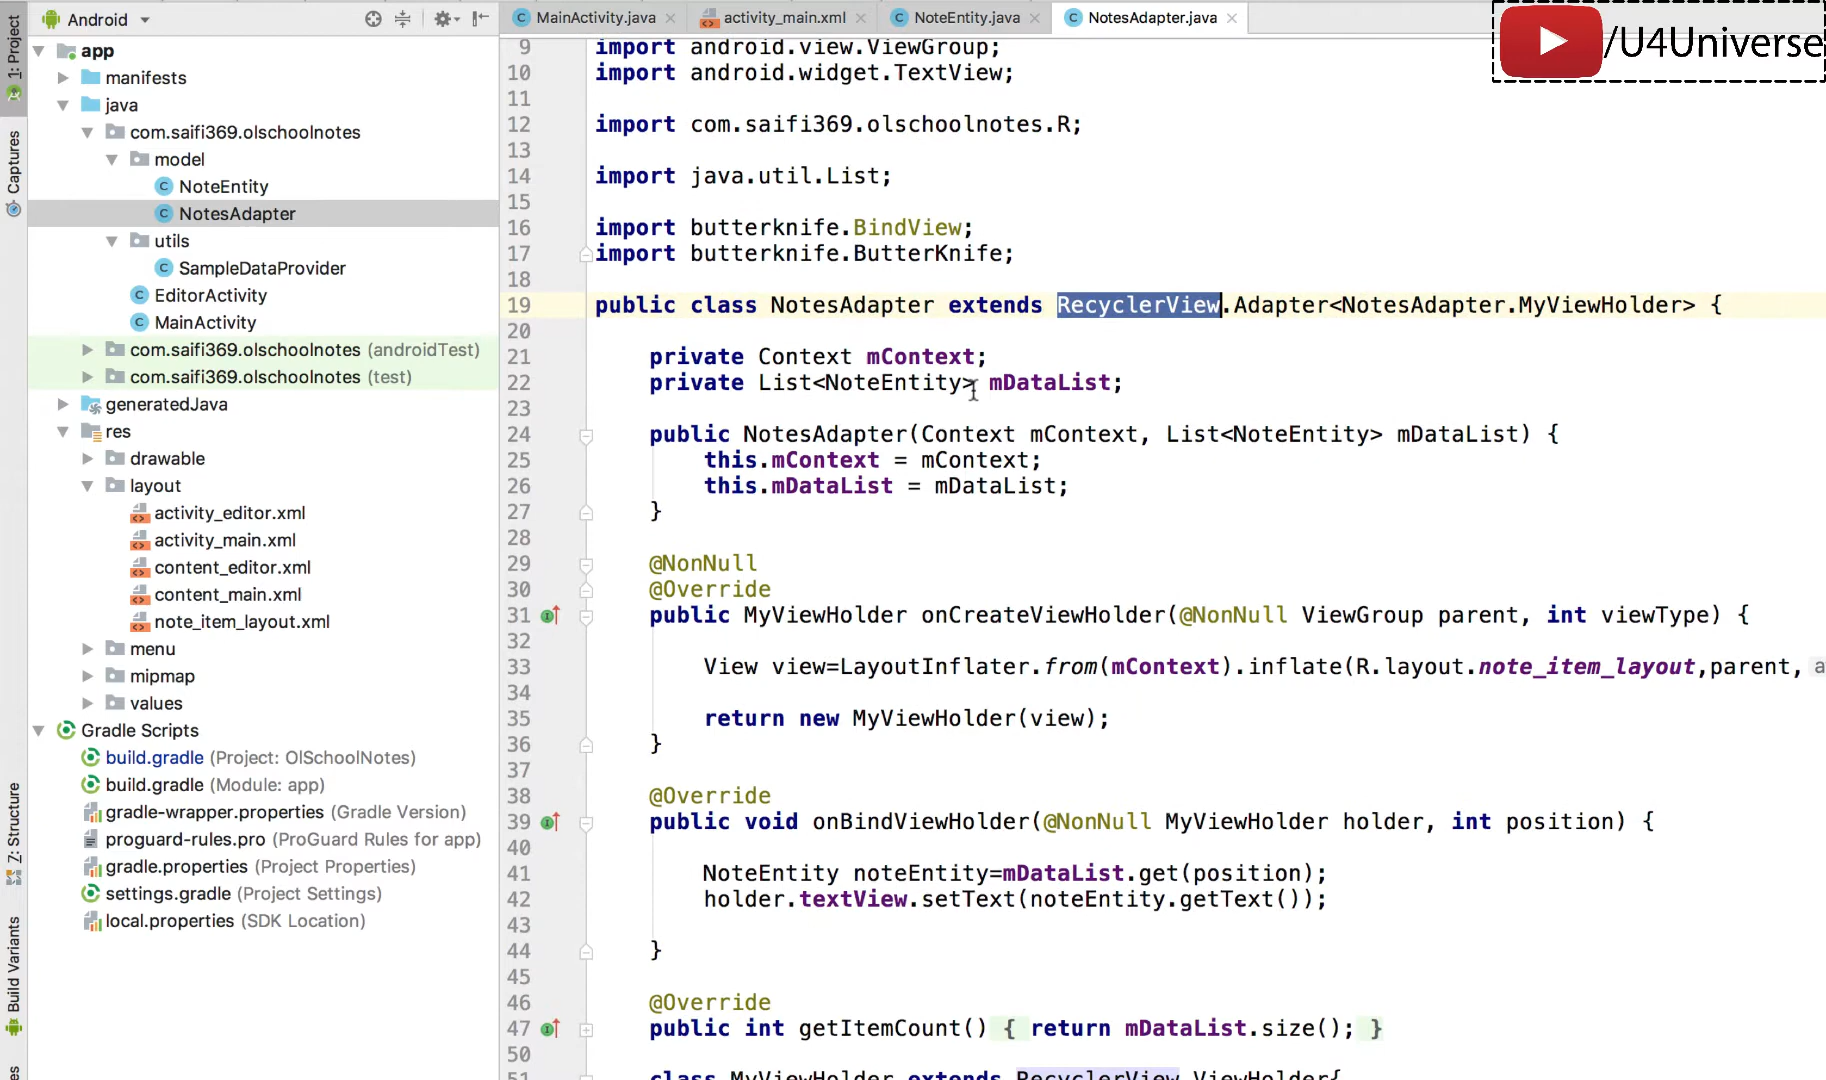 Android
MainActivity.java
activity_main.xml
NoteEntity.java
NotesAdapter.java
/U4Universe
1: Project
Captures
Z: Structure
Build Variants
app
manifests
java
com.saifi369.olschoolnotes
model
NoteEntity
NotesAdapter
utils
SampleDataProvider
EditorActivity
MainActivity
com.saifi369.olschoolnotes (androidTest)
com.saifi369.olschoolnotes (test)
generatedJava
res
drawable
layout
activity_editor.xml
activity_main.xml
content_editor.xml
content_main.xml
note_item_layout.xml
menu
mipmap
values
Gradle Scripts
build.gradle (Project: OlSchoolNotes)
build.gradle (Module: app)
gradle-wrapper.properties (Gradle Version)
proguard-rules.pro (ProGuard Rules for app)
gradle.properties (Project Properties)
settings.gradle (Project Settings)
local.properties (SDK Location)
9 import android.view.ViewGroup;
10 import android.widget.TextView;
11
12 import com.saifi369.olschoolnotes.R;
13
14 import java.util.List;
15
16 import butterknife.BindView;
17 import butterknife.ButterKnife;
18
19 public class NotesAdapter extends RecyclerView.Adapter<NotesAdapter.MyViewHolder> {
20
21 private Context mContext;
22 private List<NoteEntity> mDataList;
23
24 public NotesAdapter(Context mContext, List<NoteEntity> mDataList) {
25 this.mContext = mContext;
26 this.mDataList = mDataList;
27 }
28
29 @NonNull
30 @Override
31 public MyViewHolder onCreateViewHolder(@NonNull ViewGroup parent, int viewType) {
32
33 View view=LayoutInflater.from(mContext).inflate(R.layout.note_item_layout,parent,
34
35 return new MyViewHolder(view);
36 }
37
38 @Override
39 public void onBindViewHolder(@NonNull MyViewHolder holder, int position) {
40
41 NoteEntity noteEntity=mDataList.get(position);
42 holder.textView.setText(noteEntity.getText());
43
44 }
45
46 @Override
47 public int getItemCount() { return mDataList.size(); }
50
51 class MyViewHolder extends RecyclerView.ViewHolder{